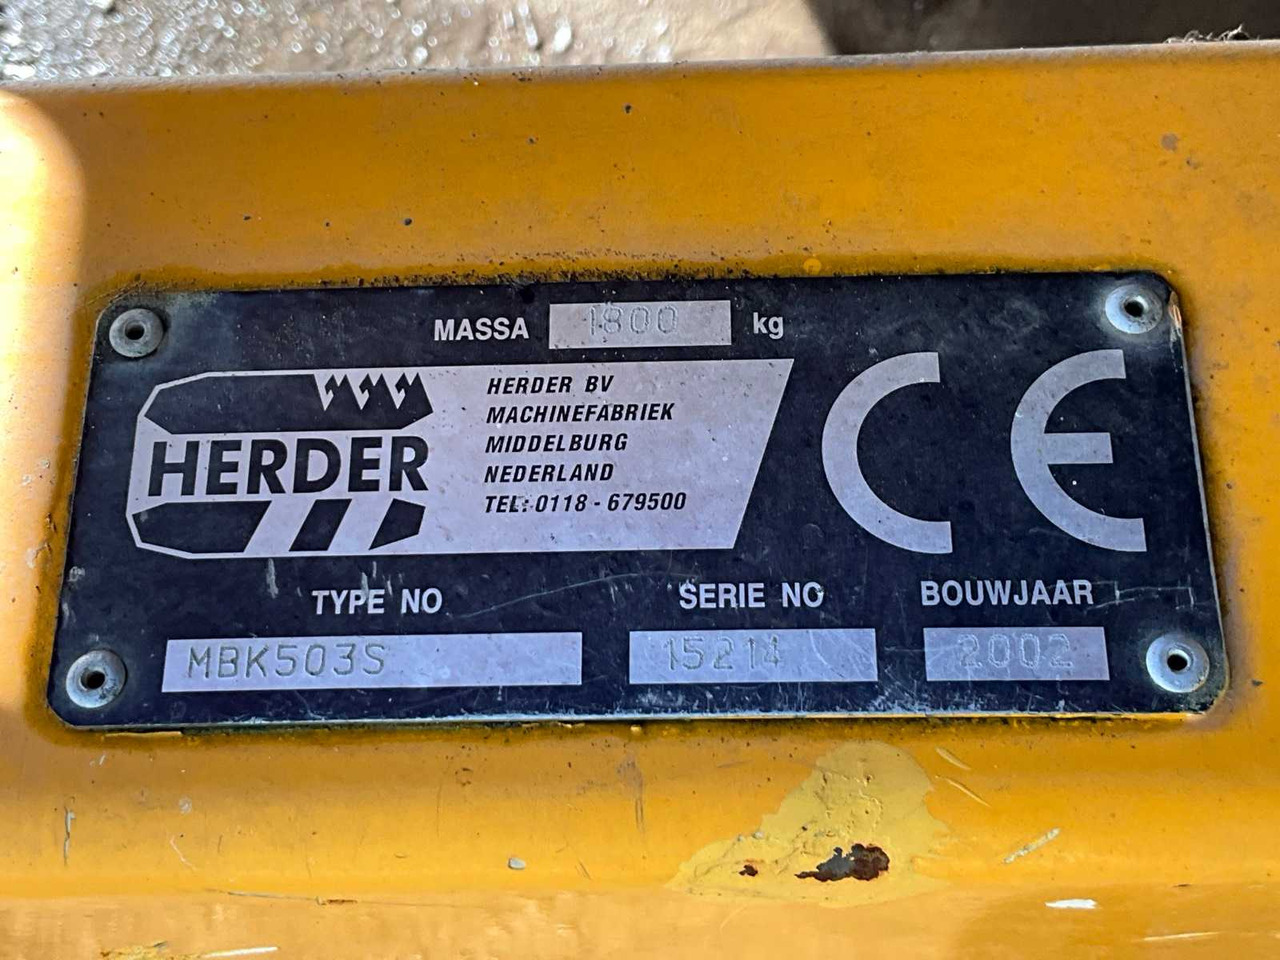 MASSA 1800 kg
HERDER
HERDER BV
MACHINEFABRIEK
MIDDELBURG
NEDERLAND
TEL: 0118 - 679500
CE
TYPE NO SERIE NO BOUWJAAR
MBK503S 15214 2002